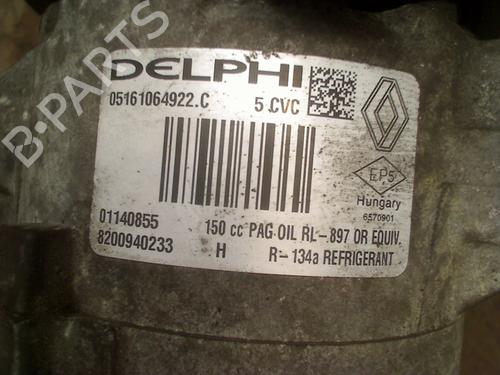 DELPHI
05161064922.C 5 CVC
EPS
Hungary
6570901
01140855 150 cc PAG OIL RL-.897 OR EQUIV.
8200940233 H R-134a REFRIGERANT
B-PARTS